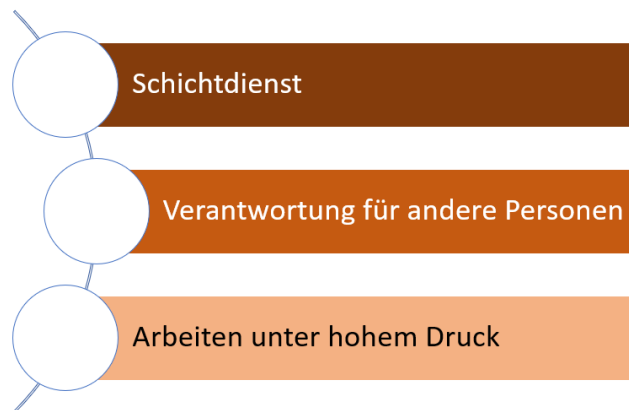 Schichtdienst
Verantwortung für andere Personen
Arbeiten unter hohem Druck